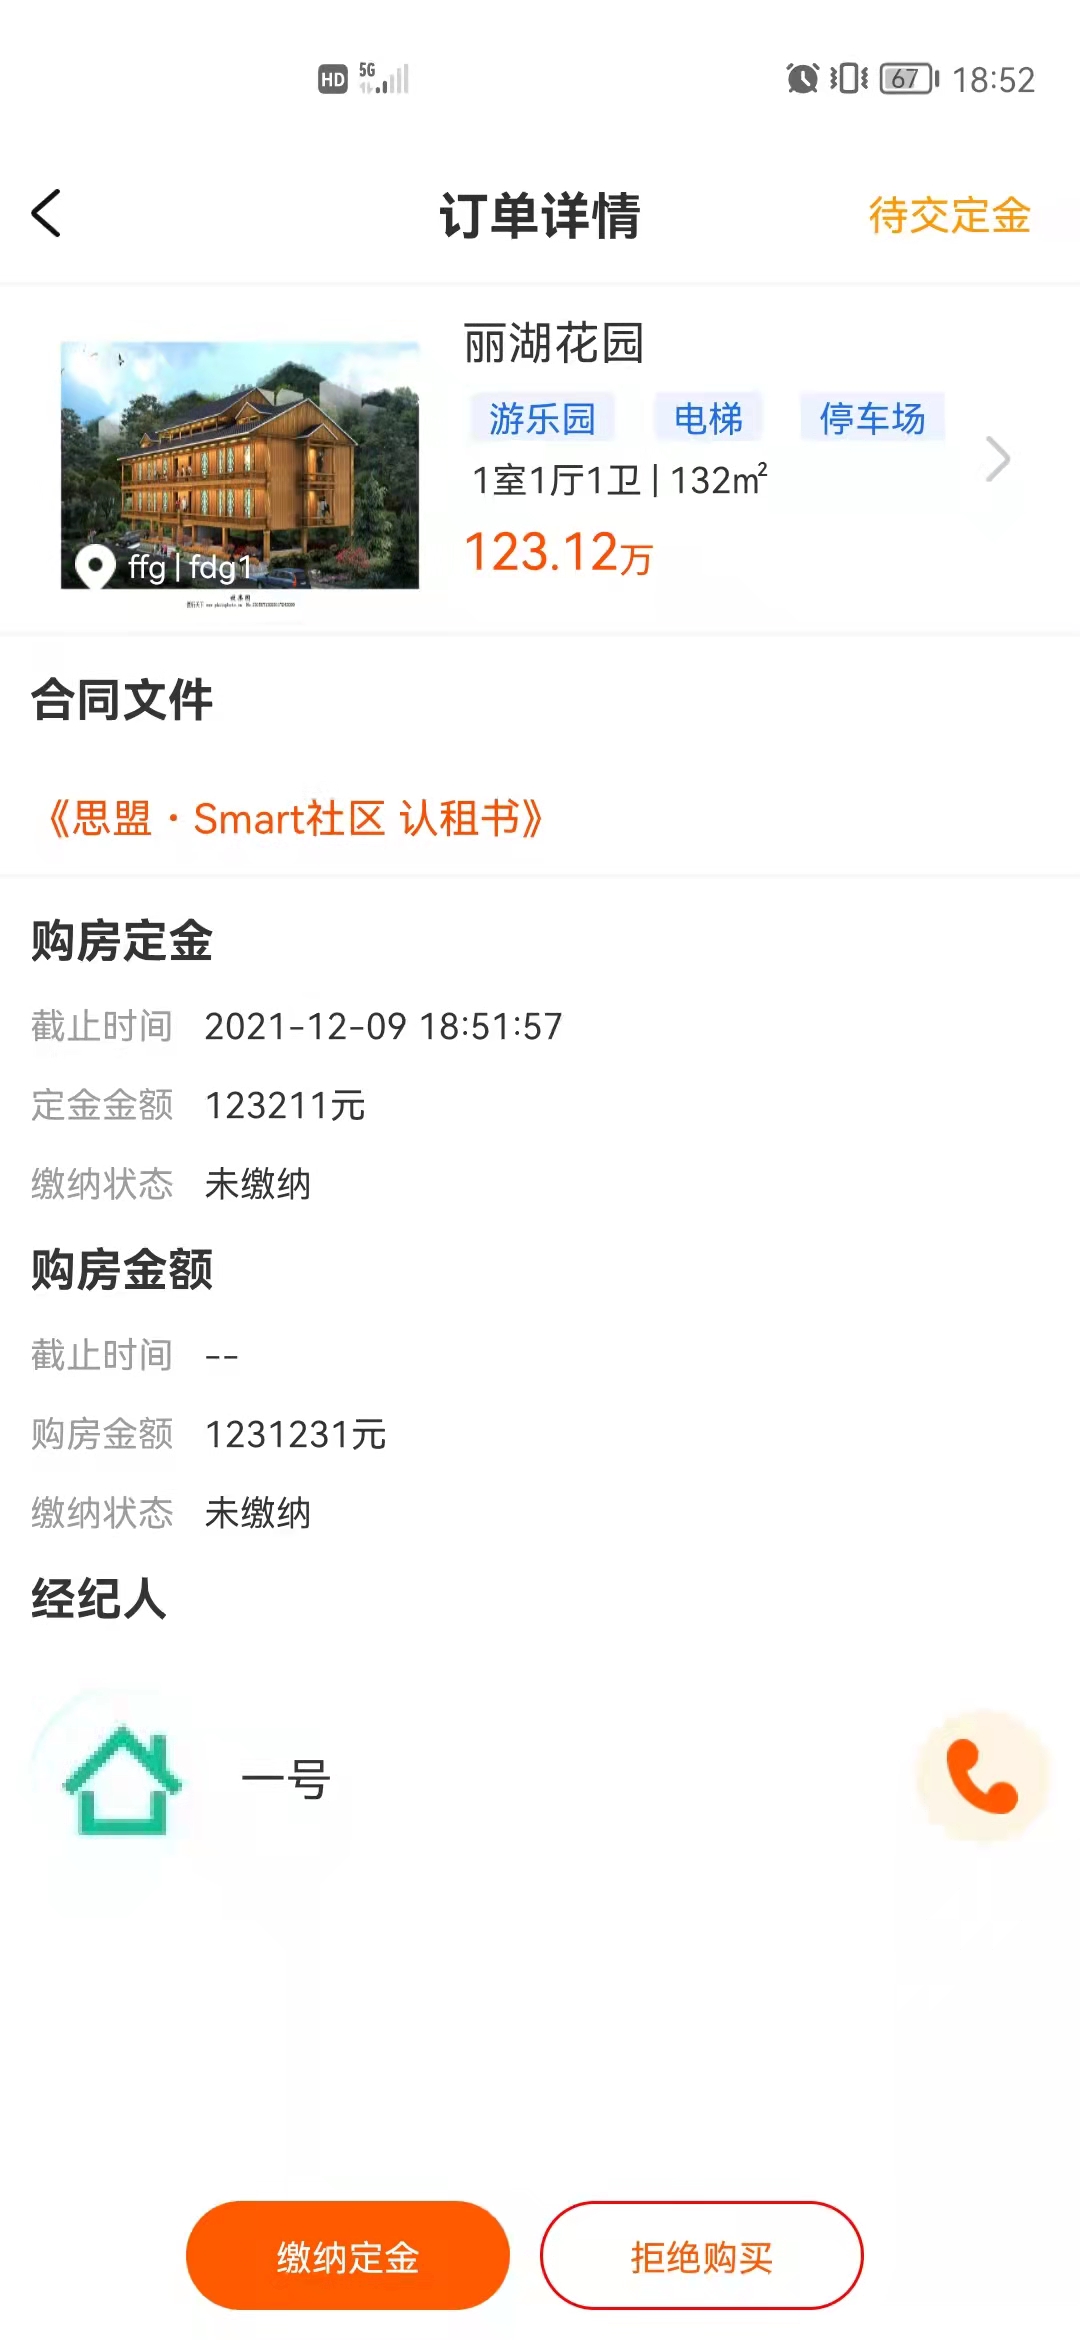 HD 5G 67 18:52
订单详情 待交定金
丽湖花园
游乐园 电梯 停车场
1室1厅1卫 | 132㎡
123.12万
ffg | fdg1
效果图
合同文件
《思盟·Smart社区 认租书》
购房定金
截止时间 2021-12-09 18:51:57
定金金额 123211元
缴纳状态 未缴纳
购房金额
截止时间 --
购房金额 1231231元
缴纳状态 未缴纳
经纪人
一号
缴纳定金 拒绝购买